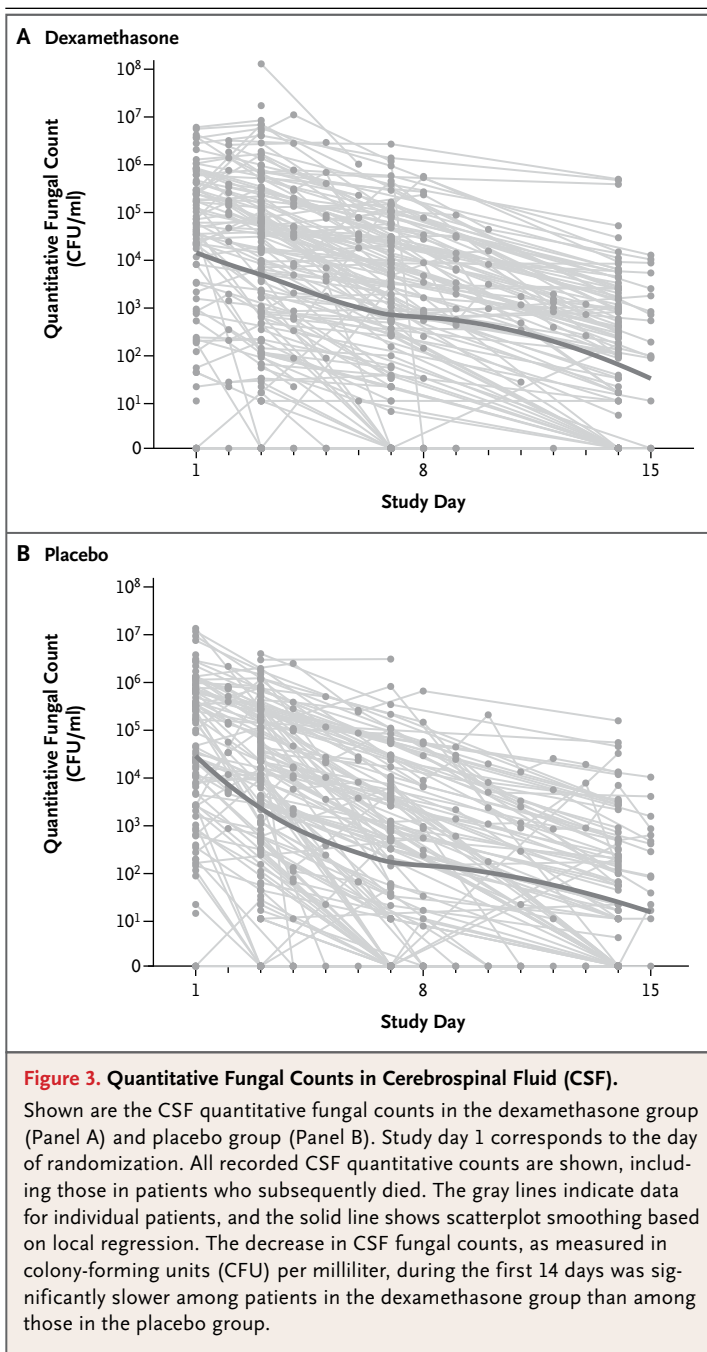 A Dexamethasone
Quantitative Fungal Count
(CFU/ml)
10⁸
10⁷
10⁶
10⁵
10⁴
10³
10²
10¹
0
1
8
15
Study Day
B Placebo
Quantitative Fungal Count
(CFU/ml)
10⁸
10⁷
10⁶
10⁵
10⁴
10³
10²
10¹
0
1
8
15
Study Day
Figure 3. Quantitative Fungal Counts in Cerebrospinal Fluid (CSF).
Shown are the CSF quantitative fungal counts in the dexamethasone group
(Panel A) and placebo group (Panel B). Study day 1 corresponds to the day
of randomization. All recorded CSF quantitative counts are shown, includ-
ing those in patients who subsequently died. The gray lines indicate data
for individual patients, and the solid line shows scatterplot smoothing based
on local regression. The decrease in CSF fungal counts, as measured in
colony-forming units (CFU) per milliliter, during the first 14 days was sig-
nificantly slower among patients in the dexamethasone group than among
those in the placebo group.